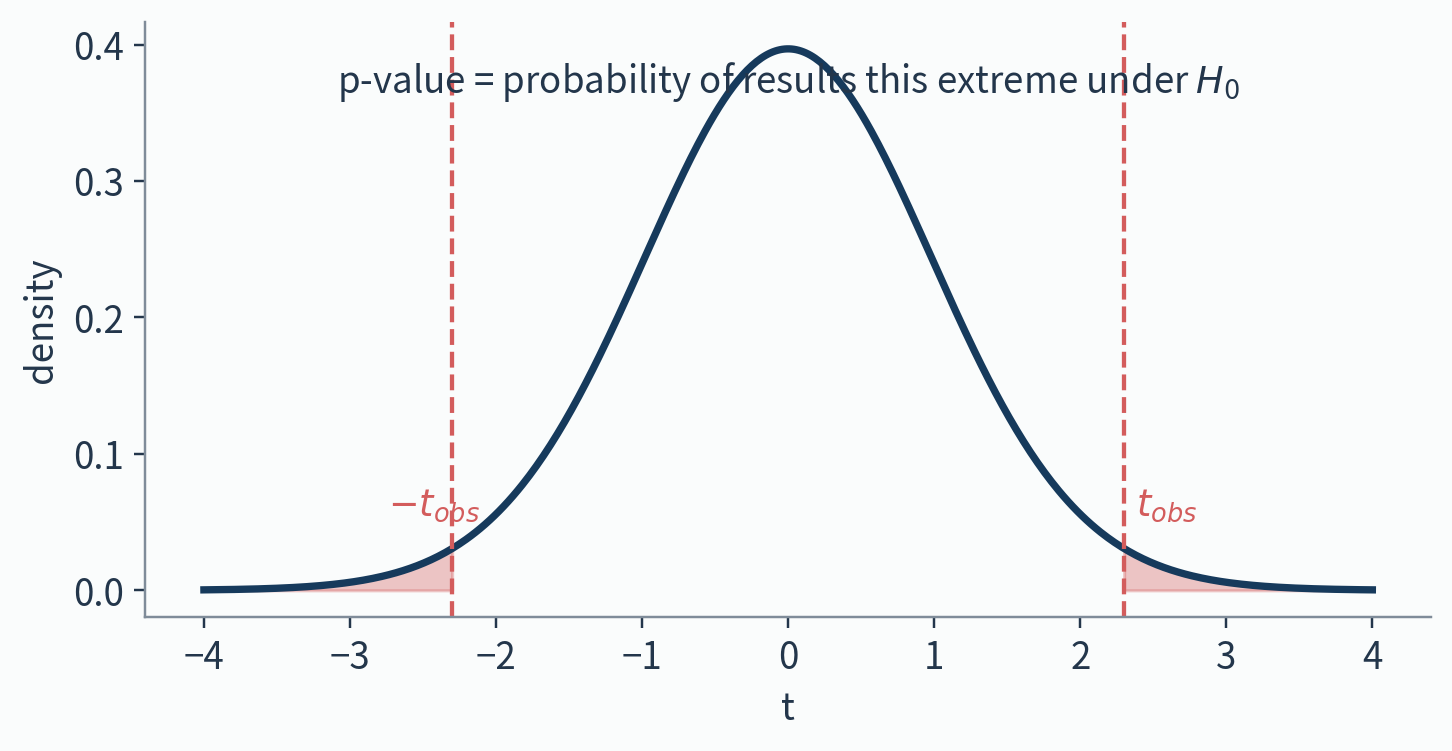 p-value = probability of results this extreme under H₀
0.4
0.3
0.2
0.1
0.0
density
−t_obs
t_obs
−4 −3 −2 −1 0 1 2 3 4
t